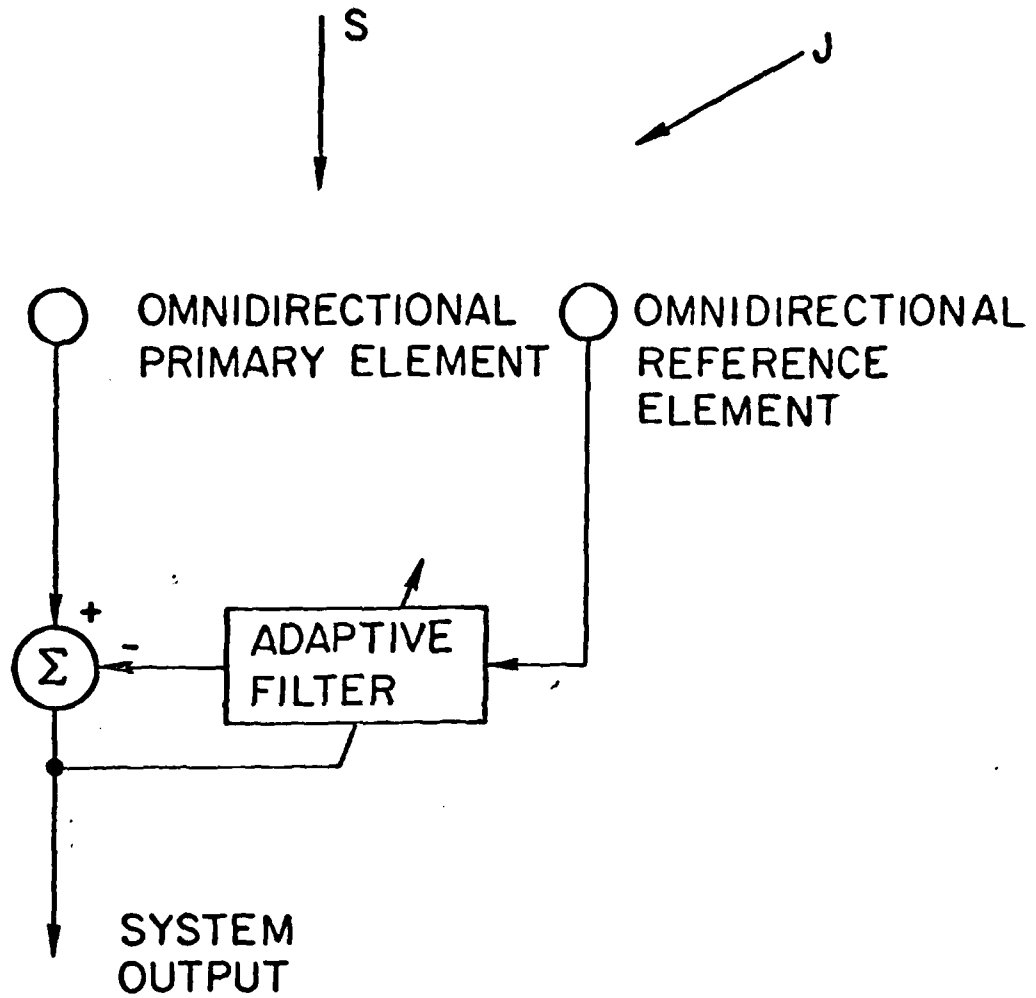 S
J
OMNIDIRECTIONAL
PRIMARY ELEMENT
OMNIDIRECTIONAL
REFERENCE
ELEMENT
+
-
Σ
ADAPTIVE
FILTER
SYSTEM
OUTPUT